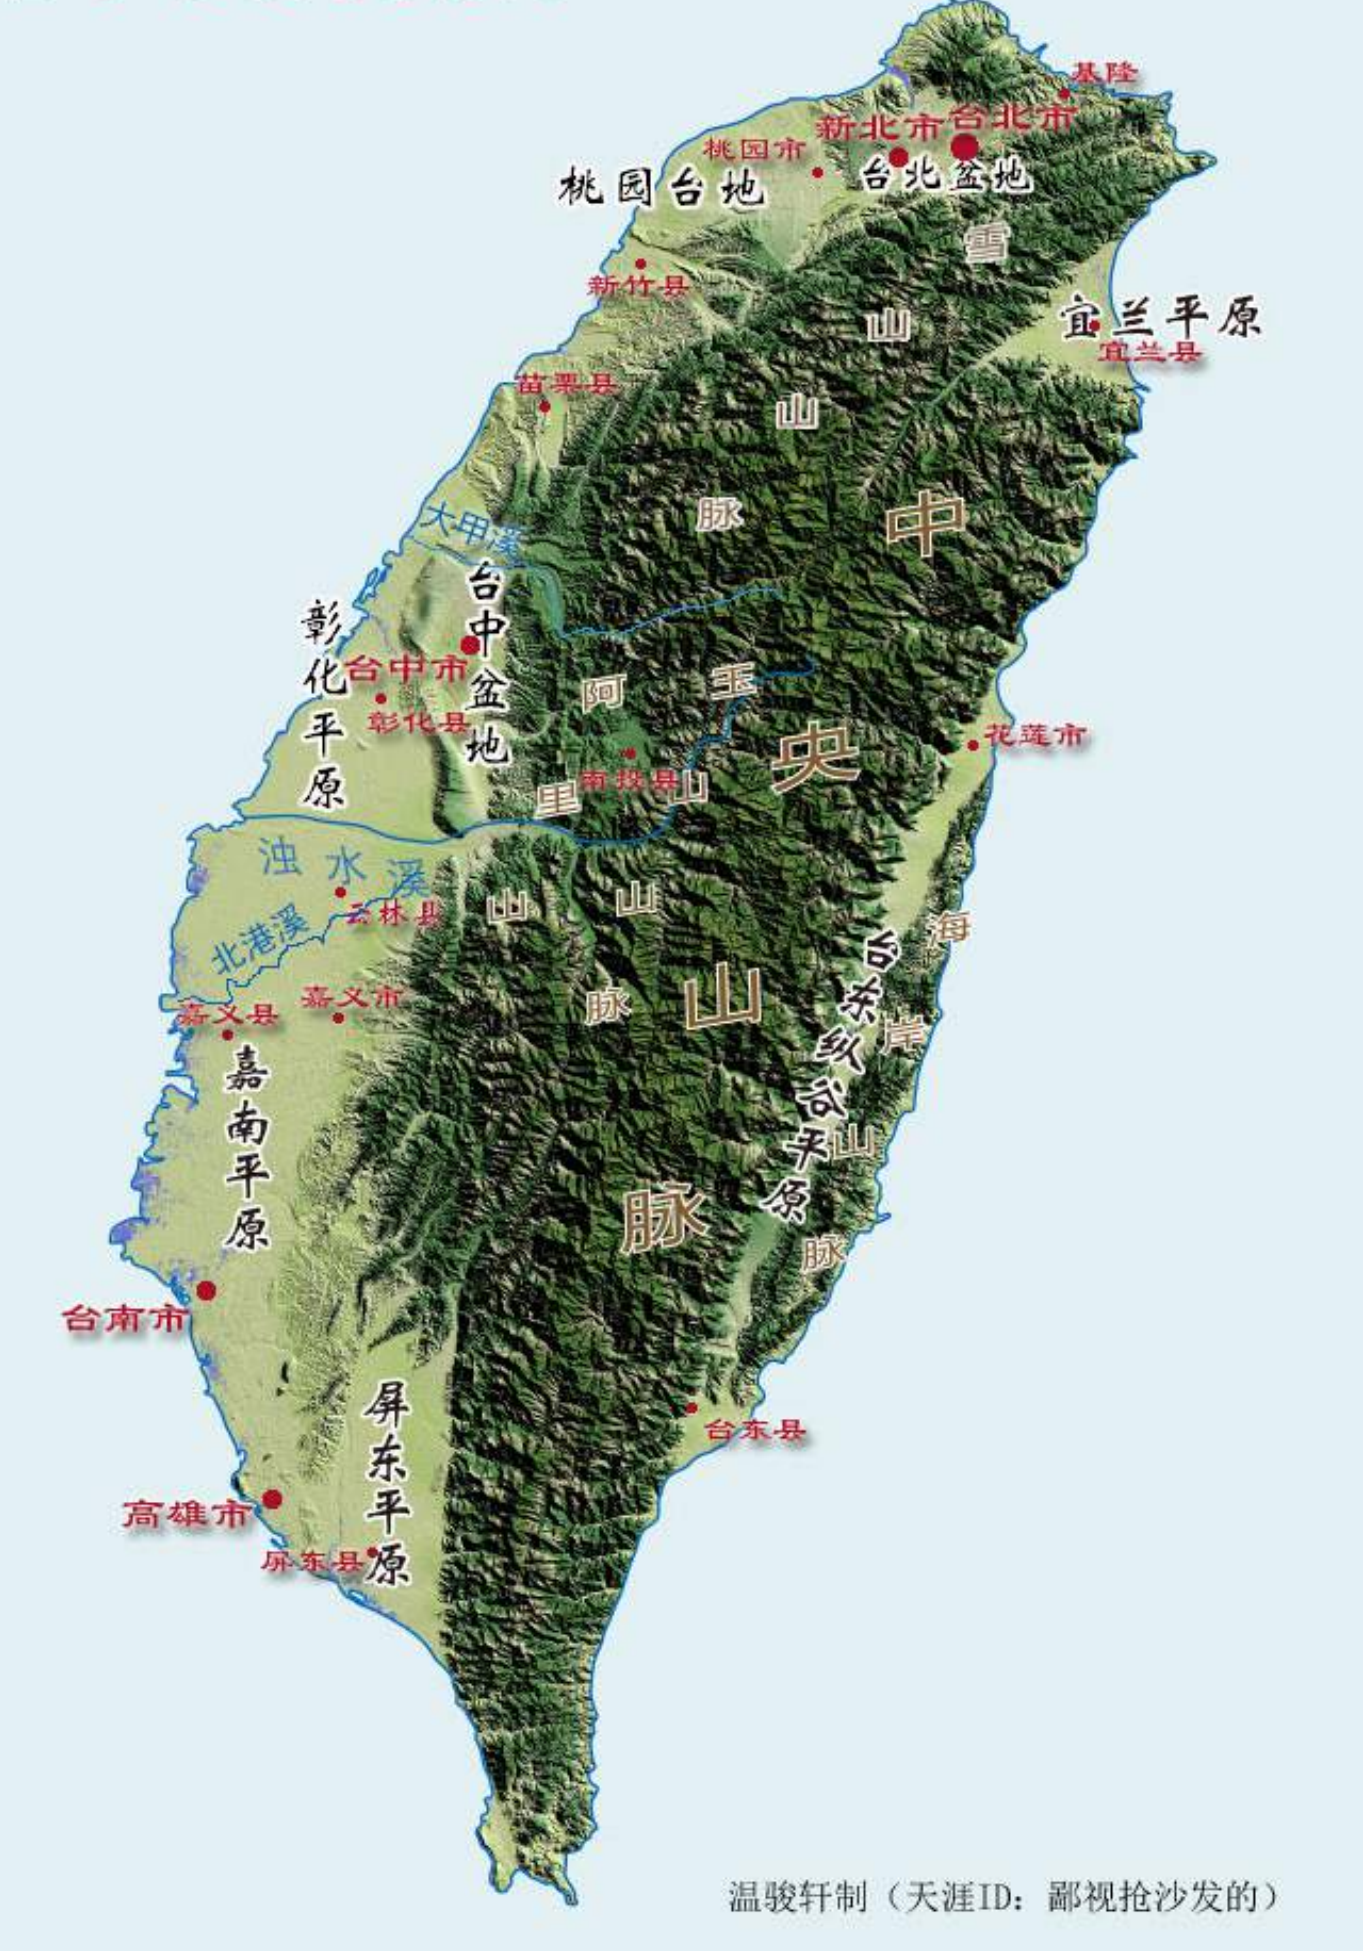 基隆
台北市
新北市
桃园市
台北盆地
桃园台地
雪山山脉
新竹县
宜兰平原
宜兰县
苗栗县
大甲溪
中央山脉
台中盆地
彰化平原
台中市
彰化县
阿里山山脉
玉山山脉
南投县
花莲市
浊水溪
云林县
北港溪
海岸山脉
台东纵谷平原
嘉义市
嘉义县
嘉南平原
台南市
屏东平原
台东县
高雄市
屏东县
温骏轩制（天涯ID：鄙视抢沙发的）